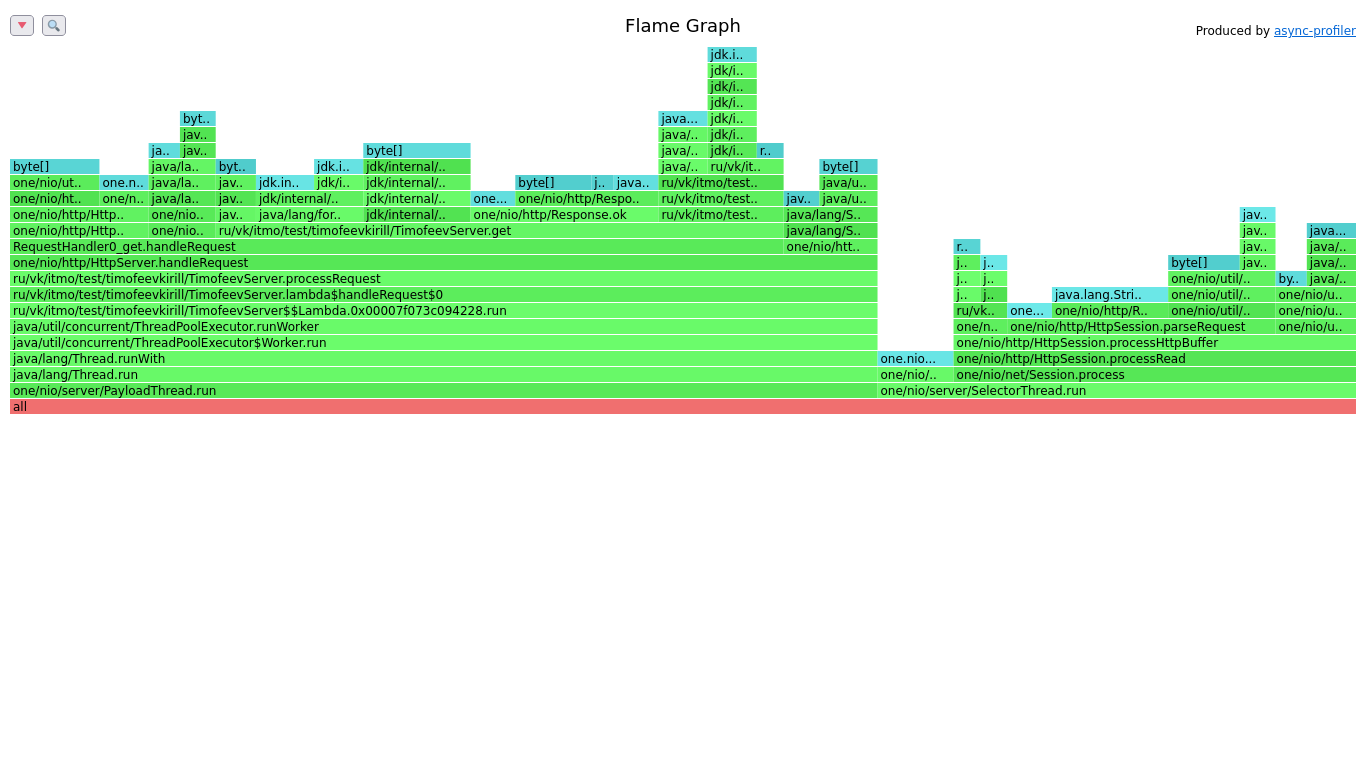 Flame Graph
Produced by async-profiler
jdk.i..
jdk/i..
jdk/i..
jdk/i..
byt.. java... jdk/i..
jav.. java/.. jdk/i..
ja.. jav.. byte[] java/.. jdk/i.. r..
byte[] java/la.. byt.. jdk.i.. jdk/internal/.. java/.. ru/vk/it.. byte[]
one/nio/ut.. one.n.. java/la.. jav.. jdk.in.. jdk/i.. jdk/internal/.. byte[] j.. java.. ru/vk/itmo/test.. java/u..
one/nio/ht.. one/n.. java/la.. jav.. jdk/internal/.. jdk/internal/.. one... one/nio/http/Respo.. ru/vk/itmo/test.. jav.. java/u..
one/nio/http/Http.. one/nio.. jav.. java/lang/for.. jdk/internal/.. one/nio/http/Response.ok ru/vk/itmo/test.. java/lang/S.. jav..
one/nio/http/Http.. one/nio.. ru/vk/itmo/test/timofeevkirill/TimofeevServer.get java/lang/S.. jav.. java...
RequestHandler0_get.handleRequest one/nio/htt.. r.. jav.. java/..
one/nio/http/HttpServer.handleRequest j.. j.. byte[] jav.. java/..
ru/vk/itmo/test/timofeevkirill/TimofeevServer.processRequest j.. j.. one/nio/util/.. by.. java/..
ru/vk/itmo/test/timofeevkirill/TimofeevServer.lambda$handleRequest$0 j.. j.. java.lang.Stri.. one/nio/util/.. one/nio/u..
ru/vk/itmo/test/timofeevkirill/TimofeevServer$$Lambda.0x00007f073c094228.run ru/vk.. one... one/nio/http/R.. one/nio/util/.. one/nio/u..
java/util/concurrent/ThreadPoolExecutor.runWorker one/n.. one/nio/http/HttpSession.parseRequest one/nio/u..
java/util/concurrent/ThreadPoolExecutor$Worker.run one/nio/http/HttpSession.processHttpBuffer
java/lang/Thread.runWith one.nio... one/nio/http/HttpSession.processRead
java/lang/Thread.run one/nio/.. one/nio/net/Session.process
one/nio/server/PayloadThread.run one/nio/server/SelectorThread.run
all